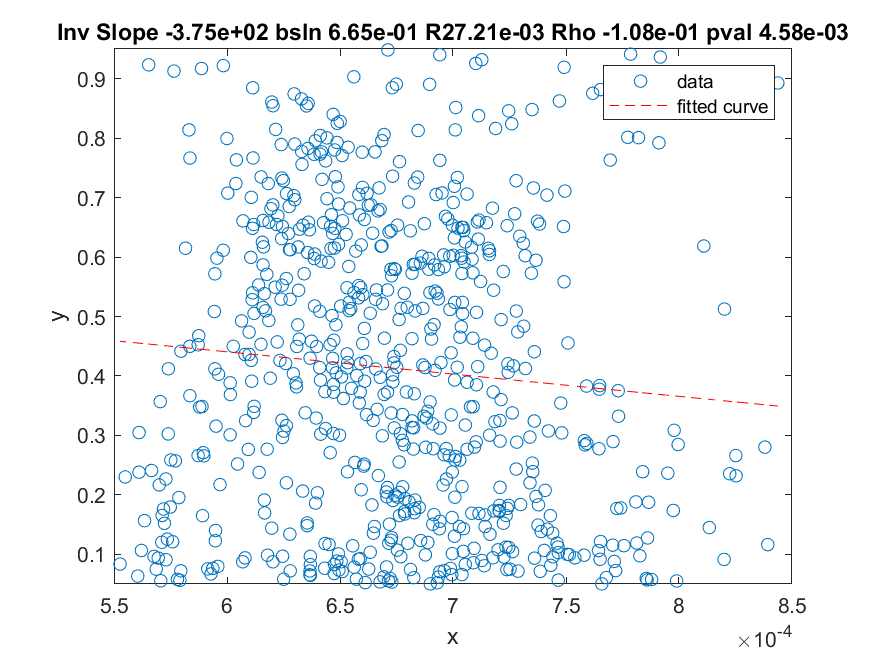 Inv Slope -3.75e+02 bsln 6.65e-01 R27.21e-03 Rho -1.08e-01 pval 4.58e-03
data
fitted curve
0.9
0.8
0.7
0.6
0.5
0.4
0.3
0.2
0.1
y
5.5 6 6.5 7 7.5 8 8.5
x
×10⁻⁴